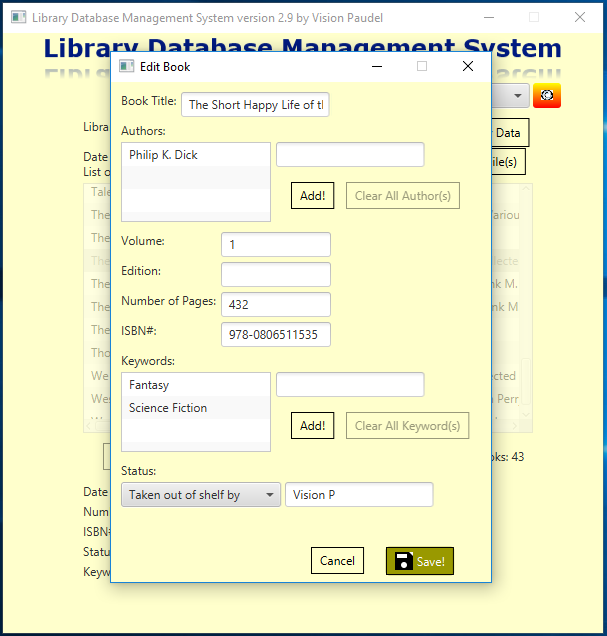 Library Database Management System version 2.9 by Vision Paudel
Library Database Management System
Edit Book
Book Title: The Short Happy Life of t
Libra
Data
Authors:
Date
ile(s)
Philip K. Dick
List o
Add! Clear All Author(s)
Tale
The
The
The
The
The
The
Tho
We
Wes
Volume: 1
Edition:
Number of Pages: 432
ISBN#: 978-0806511535
Keywords:
Fantasy
Science Fiction
Add! Clear All Keyword(s)
ariou
llecte
nk M.
nk M
ected
Perr
oks: 43
Status:
Taken out of shelf by Vision P
Date
Num
ISBN#
Statu
Keyw
Cancel Save!